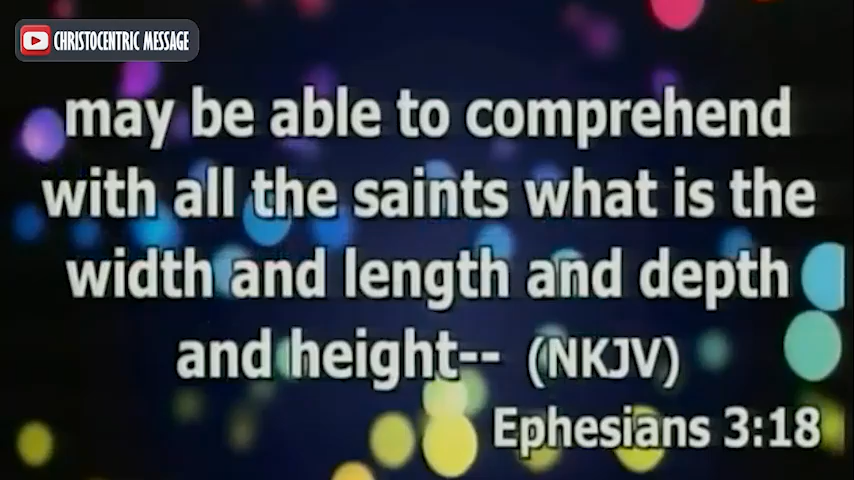 CHRISTOCENTRIC MESSAGE
may be able to comprehend
with all the saints what is the
width and length and depth
and height-- (NKJV)
Ephesians 3:18